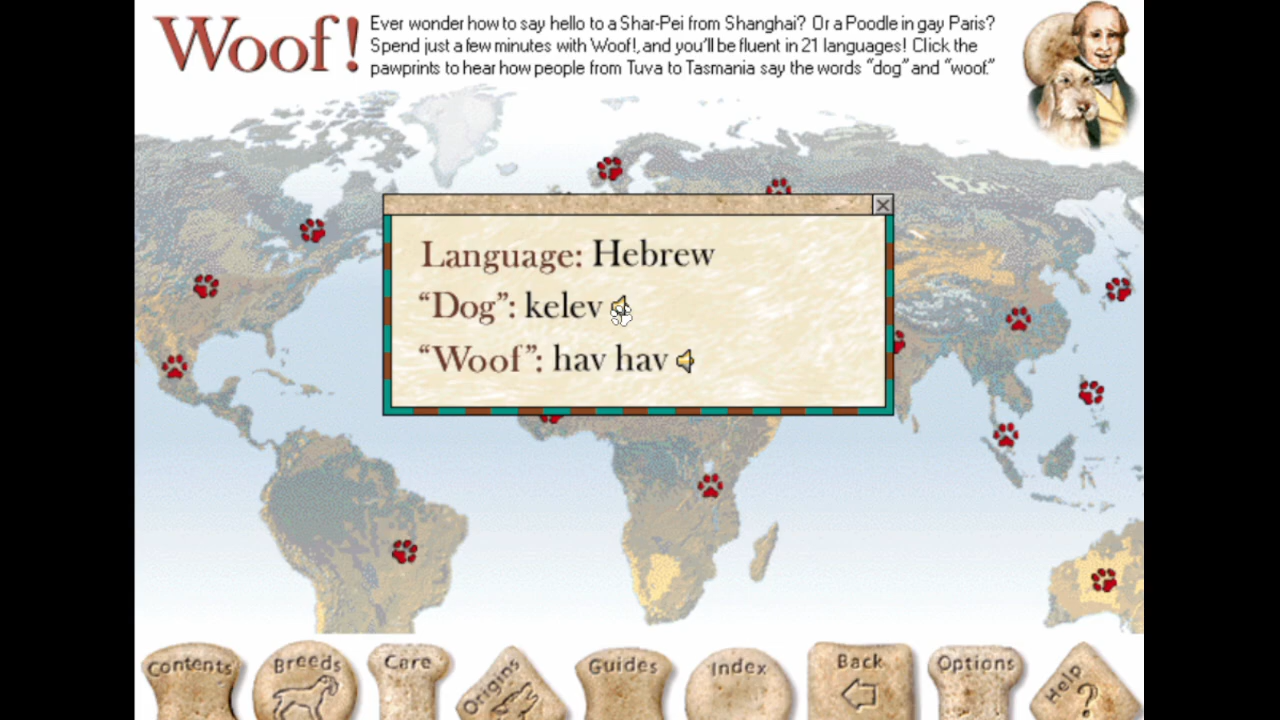 Woof!
Ever wonder how to say hello to a Shar-Pei from Shanghai? Or a Poodle in gay Paris?
Spend just a few minutes with Woof!, and you'll be fluent in 21 languages! Click the
pawprints to hear how people from Tuva to Tasmania say the words “dog” and “woof.”
Language: Hebrew
“Dog”: kelev
“Woof”: hav hav
Contents
Breeds
Care
Origins
Guides
Index
Back
Options
Help
?